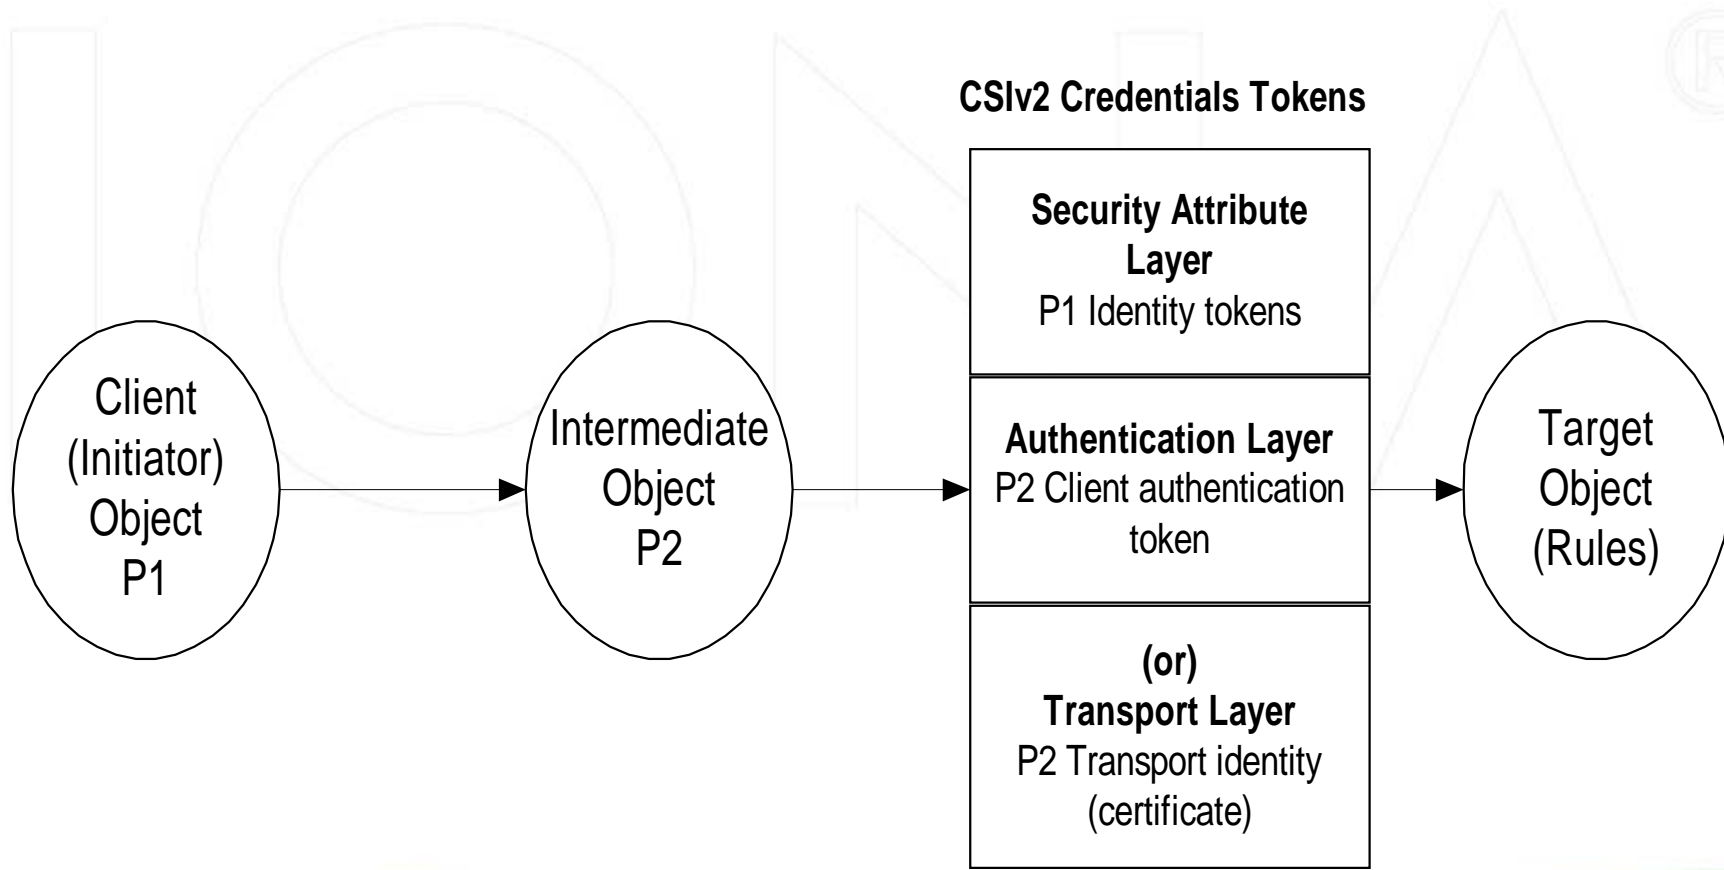 IONA®
CSIv2 Credentials Tokens
Client
(Initiator)
Object
P1
Intermediate
Object
P2
Security Attribute
Layer
P1 Identity tokens
Authentication Layer
P2 Client authentication
token
(or)
Transport Layer
P2 Transport identity
(certificate)
Target
Object
(Rules)